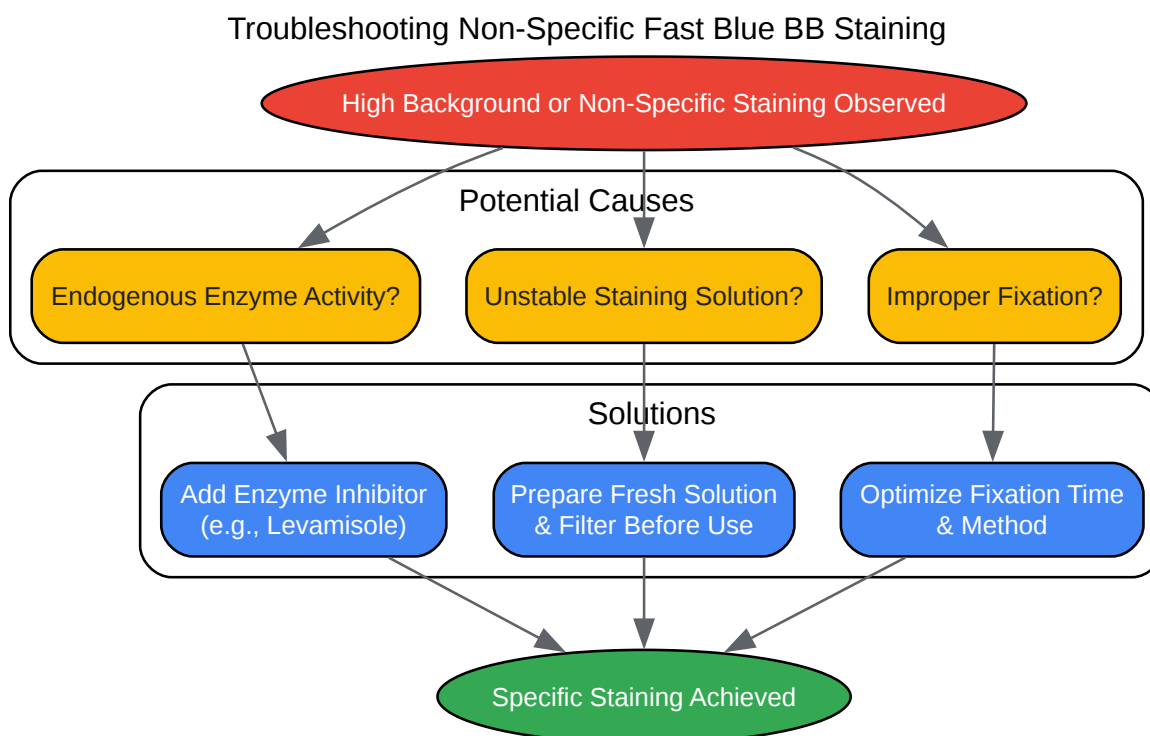 Troubleshooting Non-Specific Fast Blue BB Staining
High Background or Non-Specific Staining Observed
Potential Causes
Endogenous Enzyme Activity?
Unstable Staining Solution?
Improper Fixation?
Solutions
Add Enzyme Inhibitor
(e.g., Levamisole)
Prepare Fresh Solution
& Filter Before Use
Optimize Fixation Time
& Method
Specific Staining Achieved